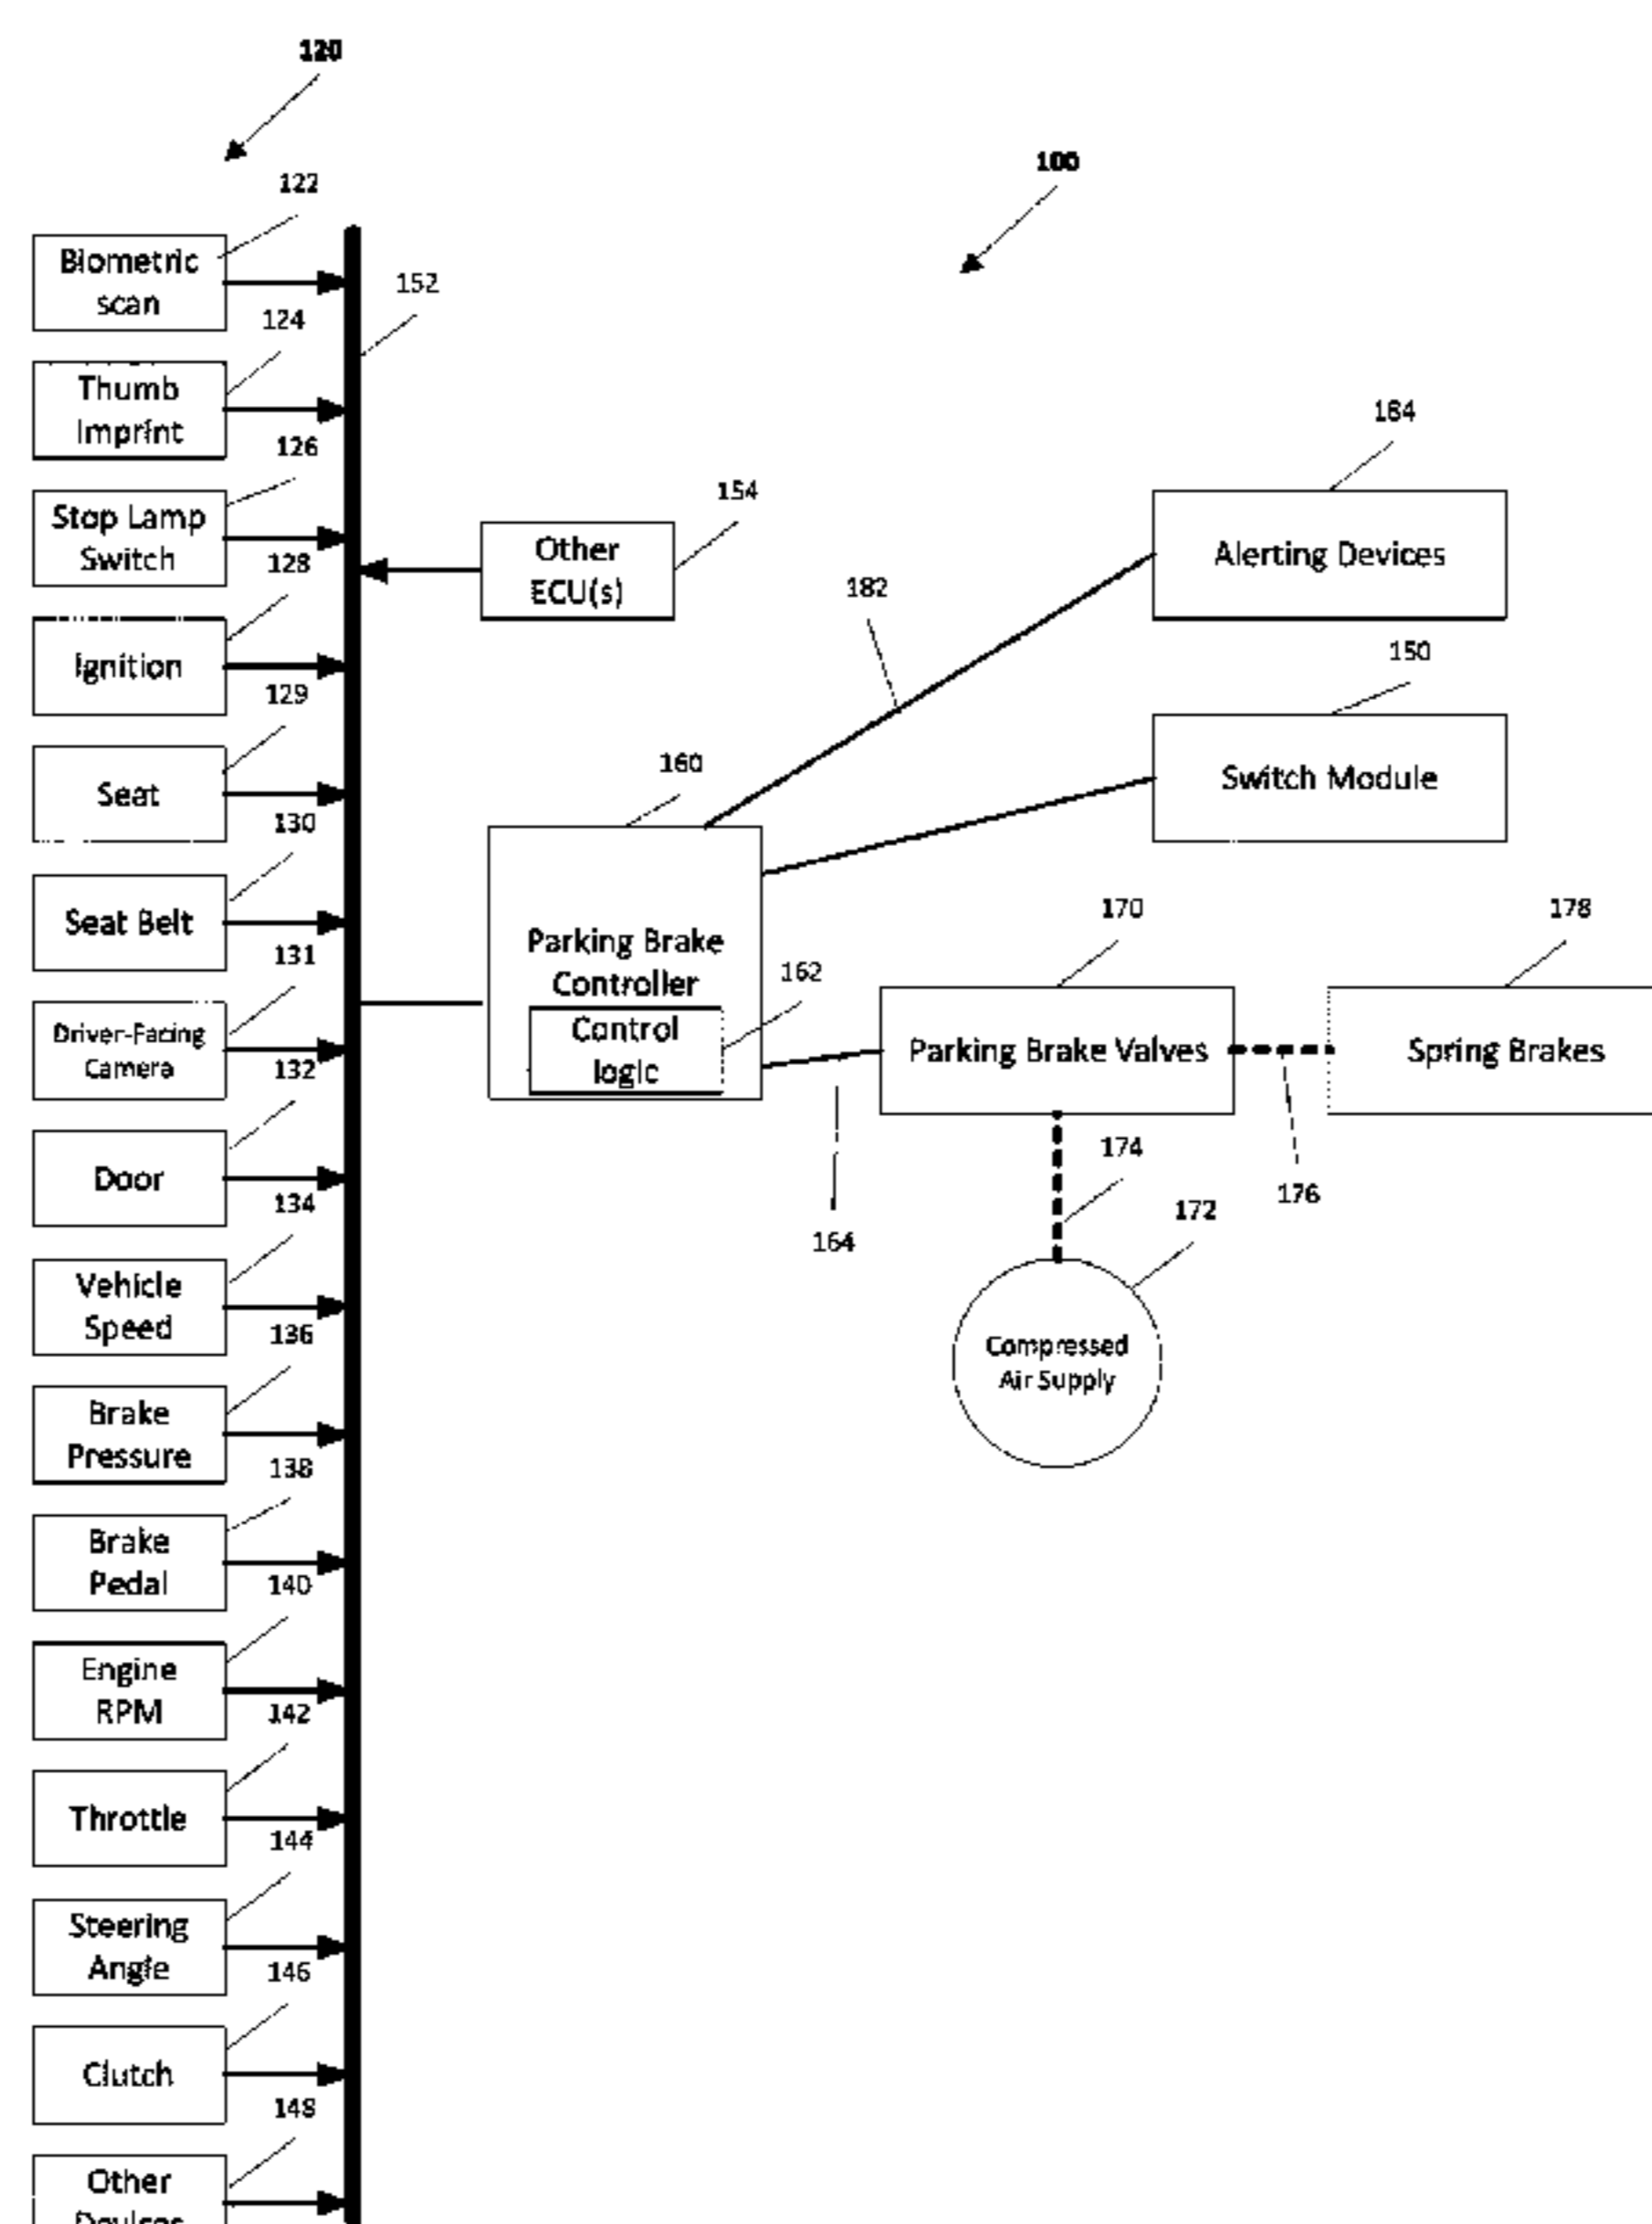 120
100
122
Biometric
scan
152
124
Thumb
Imprint
126
Stop Lamp
Switch
128
Ignition
129
Seat
130
Seat Belt
131
Driver-Facing
Camera
132
Door
134
Vehicle
Speed
136
Brake
Pressure
138
Brake
Pedal
140
Engine
RPM
142
Throttle
144
Steering
Angle
146
Clutch
148
Other
Devices
154
Other
ECU(s)
184
Alerting Devices
182
150
Switch Module
160
Parking Brake
Controller
162
Control
logic
164
170
Parking Brake Valves
178
Spring Brakes
176
174
172
Compressed
Air Supply